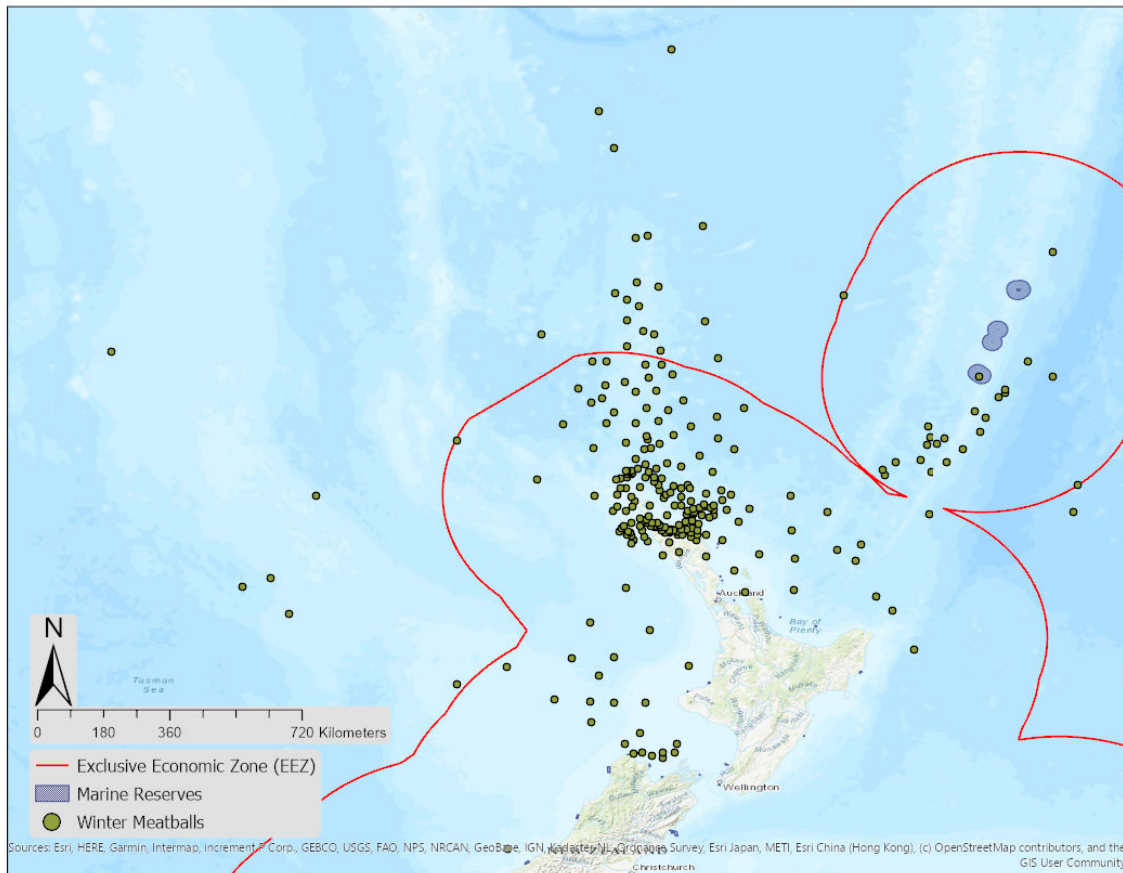 Auckland
Bay of
Plenty
Tasman
Sea
N
0 180 360 720 Kilometers
Exclusive Economic Zone (EEZ)
Marine Reserves
Winter Meatballs
Wellington
Sources: Esri, HERE, Garmin, Intermap, increment P Corp., GEBCO, USGS, FAO, NPS, NRCAN, GeoBase, IGN, Kadaster NL, Ordnance Survey, Esri Japan, METI, Esri China (Hong Kong), (c) OpenStreetMap contributors, and the
GIS User Community
Christchurch